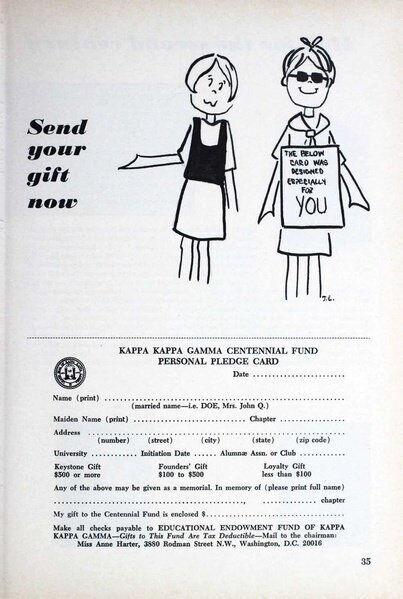 Send
your
gift
now
THE BELOW
CARD WAS
DESIGNED
ESPECIALLY
FOR
YOU
J.L.
KAPPA KAPPA GAMMA CENTENNIAL FUND
PERSONAL PLEDGE CARD
Date ........................
Name (print) ........................
(married name—i.e. DOE, Mrs. John Q.)
Maiden Name (print) ........................ Chapter ........................
Address ........................
(number) (street) (city) (state) (zip code)
University ............ Initiation Date ...... Alumnæ Assn. or Club ............
Keystone Gift Founders' Gift Loyalty Gift
$500 or more $100 to $500 less than $100
Any of the above may be given as a memorial. In memory of (please print full name)
........................, ........................ chapter
My gift to the Centennial Fund is enclosed $........................
Make all checks payable to EDUCATIONAL ENDOWMENT FUND OF KAPPA
KAPPA GAMMA—Gifts to This Fund Are Tax Deductible—Mail to the chairman:
Miss Anne Harter, 3880 Rodman Street N.W., Washington, D.C. 20016
35